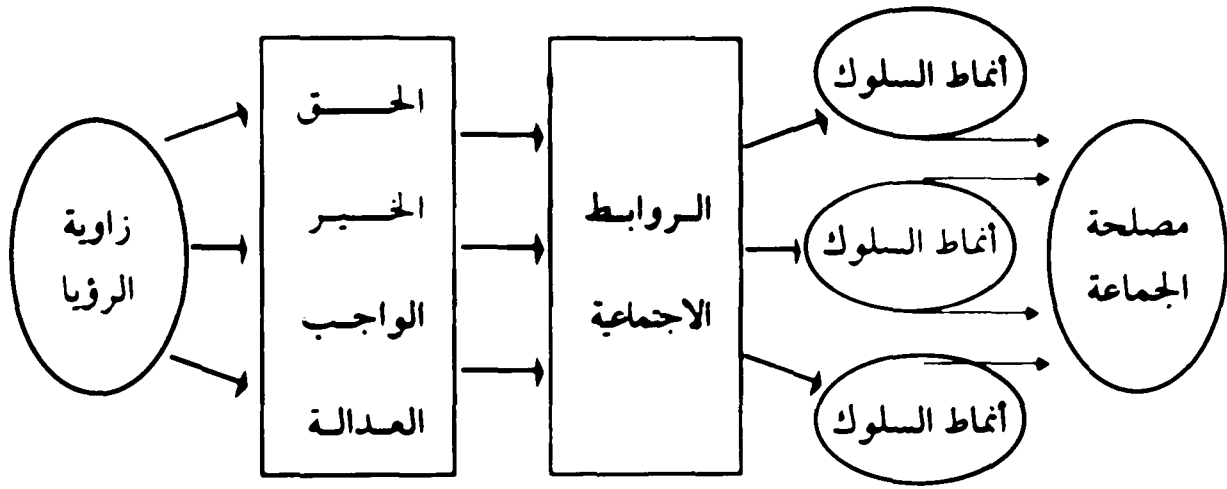 زاوية
الرؤيا
الحق
الخير
الواجب
العدالة
الروابط
الاجتماعية
أنماط السلوك
أنماط السلوك
أنماط السلوك
مصلحة
الجماعة